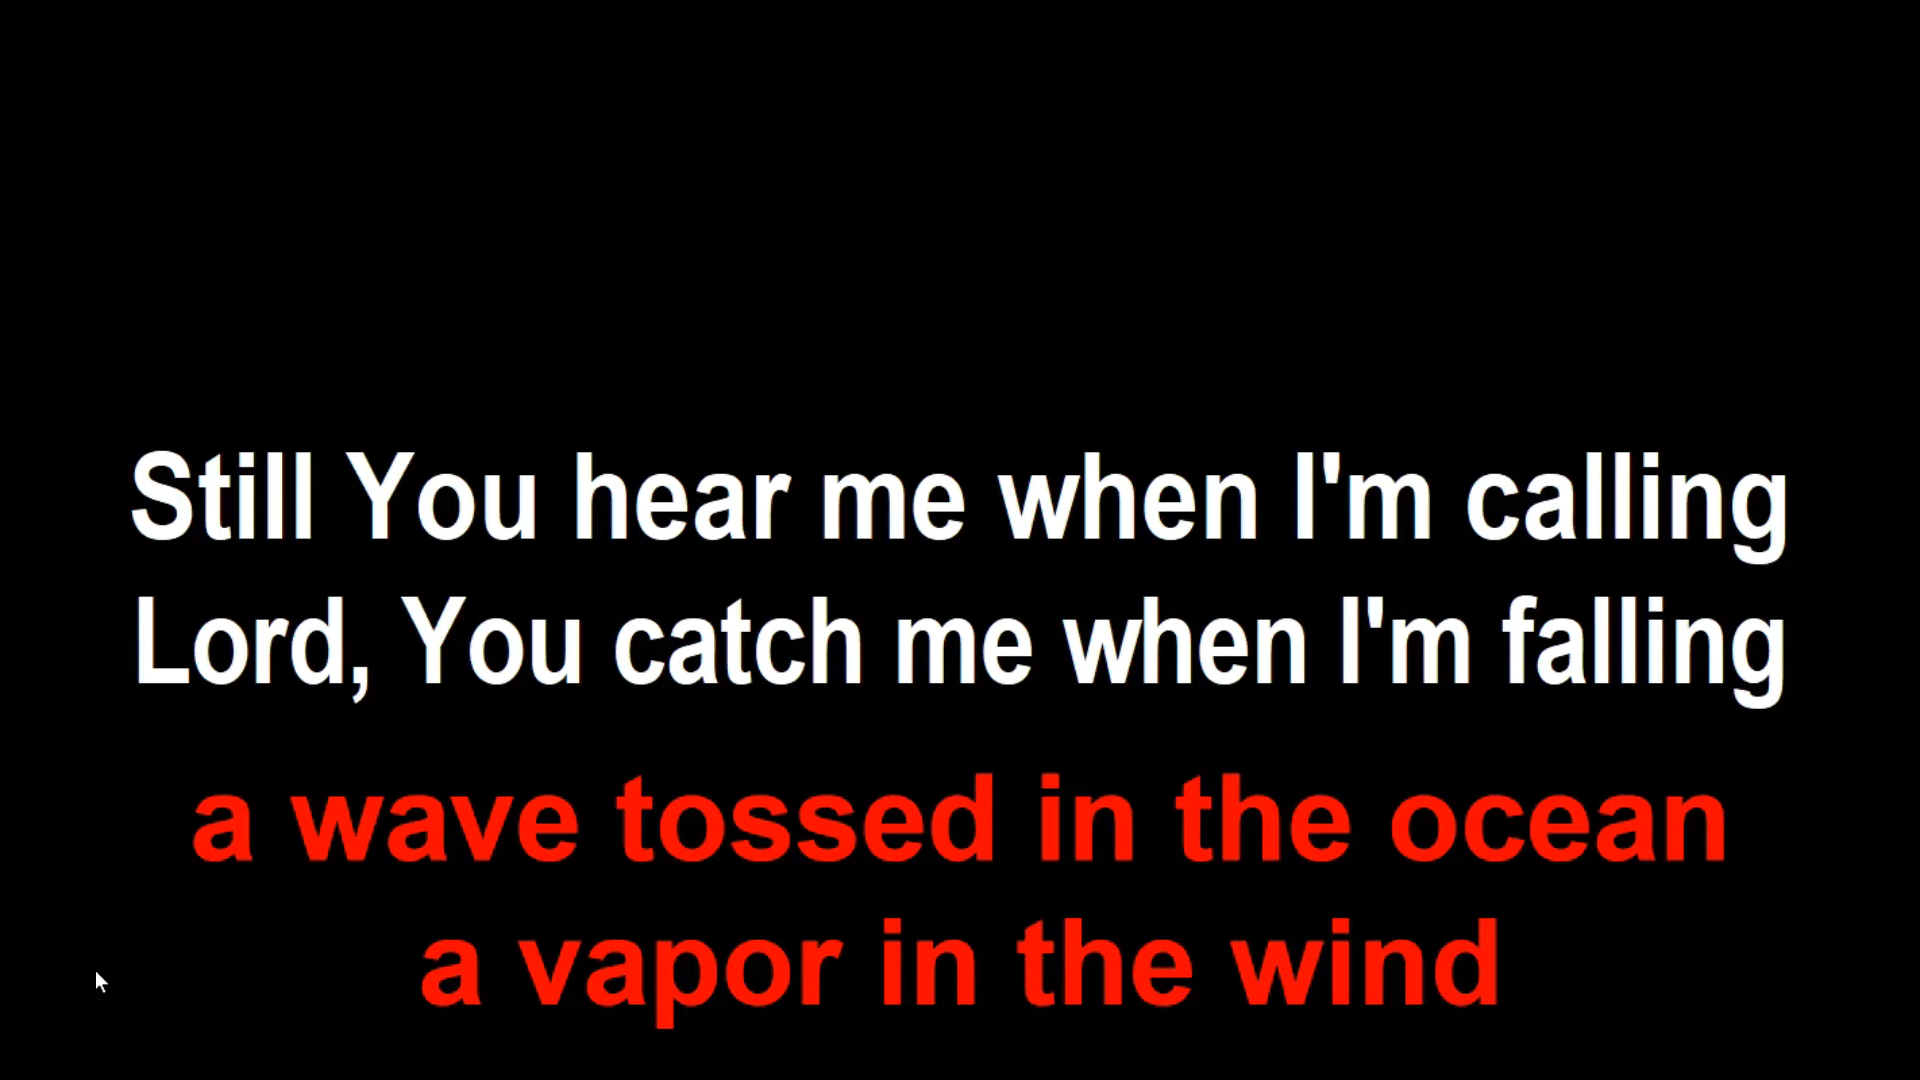 Still You hear me when I'm calling
Lord, You catch me when I'm falling
a wave tossed in the ocean
a vapor in the wind